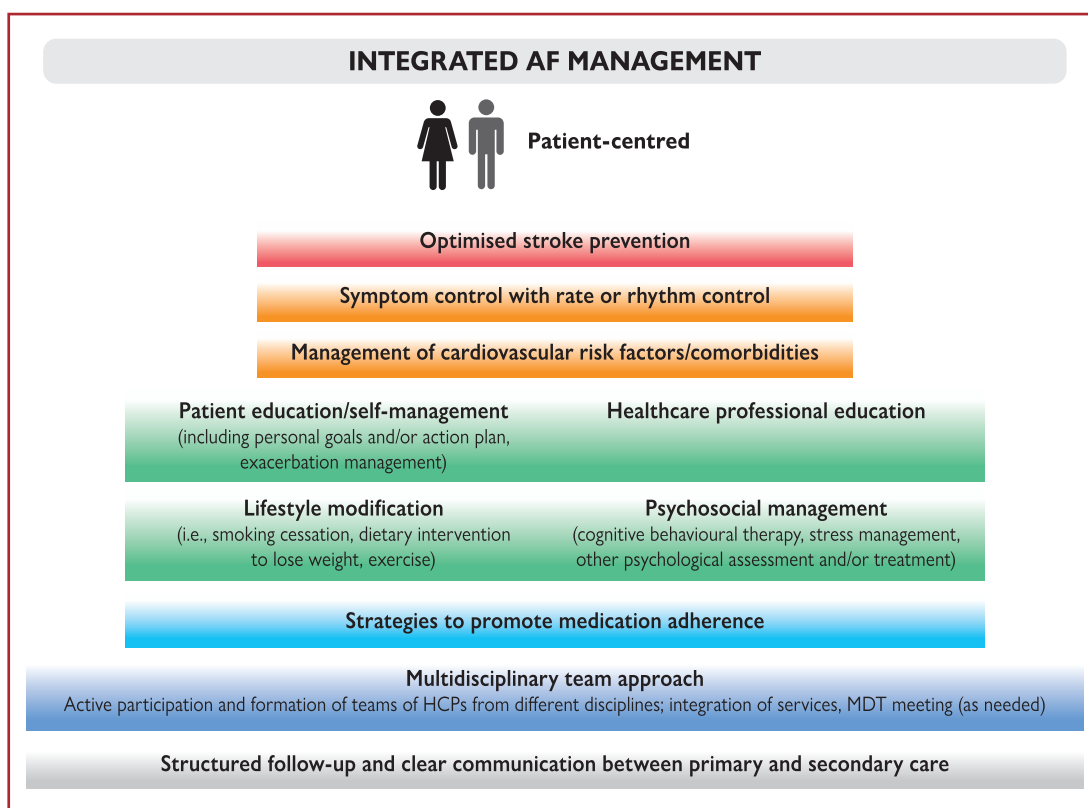 INTEGRATED AF MANAGEMENT
Patient-centred
Optimised stroke prevention
Symptom control with rate or rhythm control
Management of cardiovascular risk factors/comorbidities
Patient education/self-management
(including personal goals and/or action plan,
exacerbation management)
Healthcare professional education
Lifestyle modification
(i.e., smoking cessation, dietary intervention
to lose weight, exercise)
Psychosocial management
(cognitive behavioural therapy, stress management,
other psychological assessment and/or treatment)
Strategies to promote medication adherence
Multidisciplinary team approach
Active participation and formation of teams of HCPs from different disciplines; integration of services, MDT meeting (as needed)
Structured follow-up and clear communication between primary and secondary care